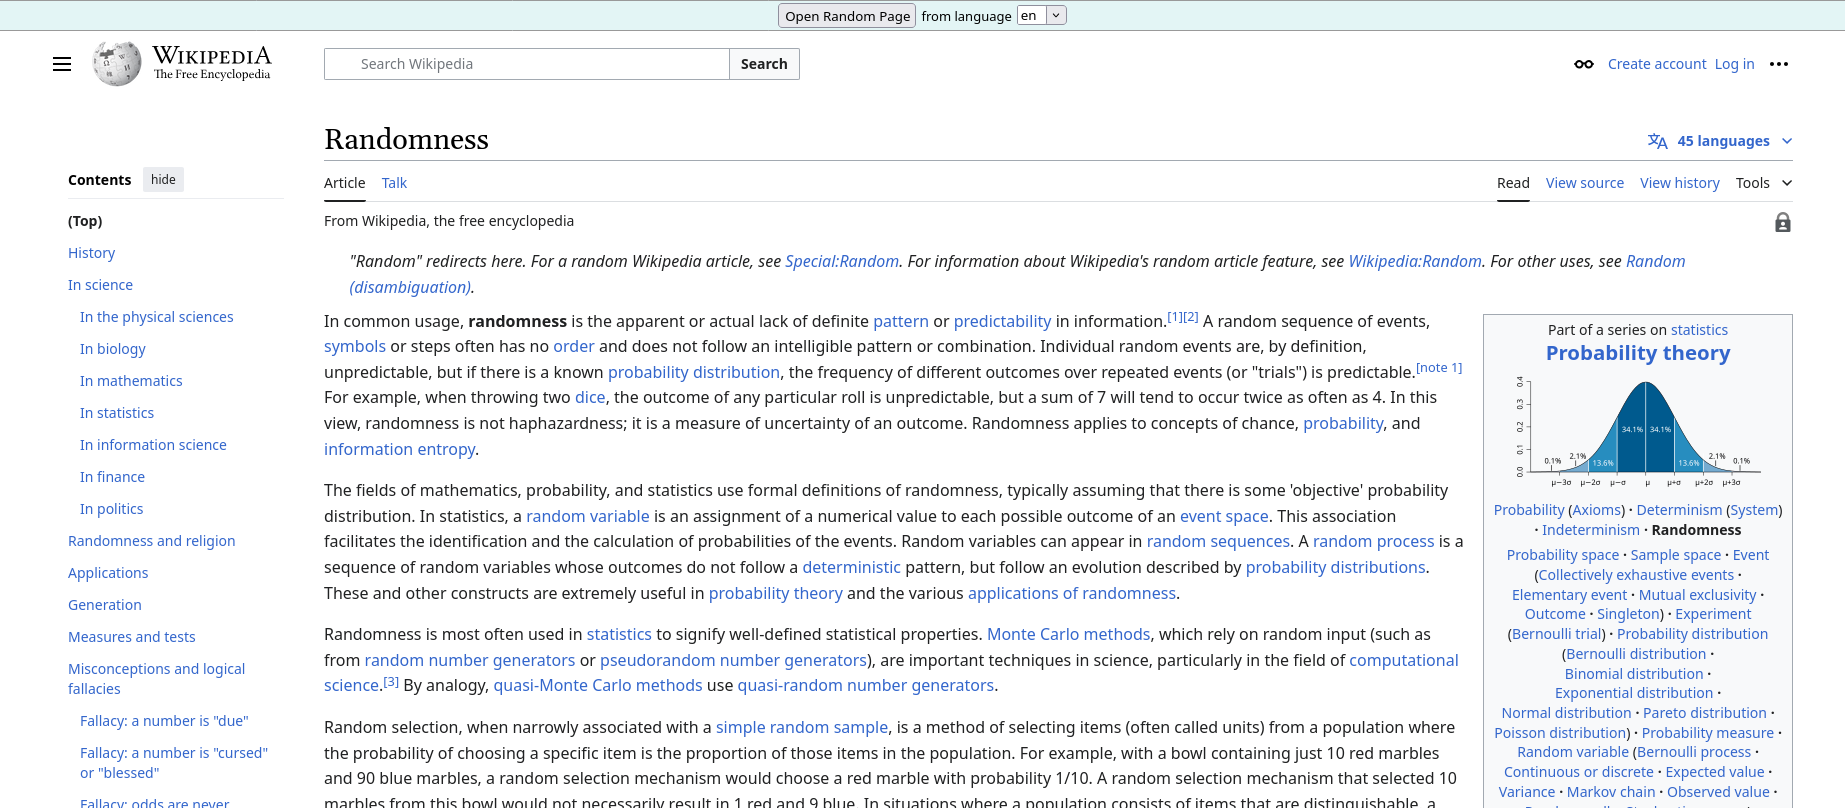 Open Random Page from language en
WIKIPEDIA
The Free Encyclopedia
Search Wikipedia
Search
Create account Log in
Randomness
45 languages
Contents hide
(Top)
History
In science
In the physical sciences
In biology
In mathematics
In statistics
In information science
In finance
In politics
Randomness and religion
Applications
Generation
Measures and tests
Misconceptions and logical
fallacies
Fallacy: a number is "due"
Fallacy: a number is "cursed"
or "blessed"
Fallacy: odds are never
Article Talk
Read View source View history Tools
From Wikipedia, the free encyclopedia
"Random" redirects here. For a random Wikipedia article, see Special:Random. For information about Wikipedia's random article feature, see Wikipedia:Random. For other uses, see Random
(disambiguation).
In common usage, randomness is the apparent or actual lack of definite pattern or predictability in information.[1][2] A random sequence of events,
symbols or steps often has no order and does not follow an intelligible pattern or combination. Individual random events are, by definition,
unpredictable, but if there is a known probability distribution, the frequency of different outcomes over repeated events (or "trials") is predictable.[note 1]
For example, when throwing two dice, the outcome of any particular roll is unpredictable, but a sum of 7 will tend to occur twice as often as 4. In this
view, randomness is not haphazardness; it is a measure of uncertainty of an outcome. Randomness applies to concepts of chance, probability, and
information entropy.
The fields of mathematics, probability, and statistics use formal definitions of randomness, typically assuming that there is some 'objective' probability
distribution. In statistics, a random variable is an assignment of a numerical value to each possible outcome of an event space. This association
facilitates the identification and the calculation of probabilities of the events. Random variables can appear in random sequences. A random process is a
sequence of random variables whose outcomes do not follow a deterministic pattern, but follow an evolution described by probability distributions.
These and other constructs are extremely useful in probability theory and the various applications of randomness.
Randomness is most often used in statistics to signify well-defined statistical properties. Monte Carlo methods, which rely on random input (such as
from random number generators or pseudorandom number generators), are important techniques in science, particularly in the field of computational
science.[3] By analogy, quasi-Monte Carlo methods use quasi-random number generators.
Random selection, when narrowly associated with a simple random sample, is a method of selecting items (often called units) from a population where
the probability of choosing a specific item is the proportion of those items in the population. For example, with a bowl containing just 10 red marbles
and 90 blue marbles, a random selection mechanism would choose a red marble with probability 1/10. A random selection mechanism that selected 10
marbles from this bowl would not necessarily result in 1 red and 9 blue. In situations where a population consists of items that are distinguishable, a
Part of a series on statistics
Probability theory
0.4
0.3
0.2
0.1
0.0
34.1% 34.1%
0.1% 2.1% 13.6% 13.6% 2.1% 0.1%
μ−3σ μ−2σ μ−σ μ μ+σ μ+2σ μ+3σ
Probability (Axioms) · Determinism (System)
· Indeterminism · Randomness
Probability space · Sample space · Event
(Collectively exhaustive events ·
Elementary event · Mutual exclusivity ·
Outcome · Singleton) · Experiment
(Bernoulli trial) · Probability distribution
(Bernoulli distribution ·
Binomial distribution ·
Exponential distribution ·
Normal distribution · Pareto distribution ·
Poisson distribution) · Probability measure ·
Random variable (Bernoulli process ·
Continuous or discrete · Expected value ·
Variance · Markov chain · Observed value ·